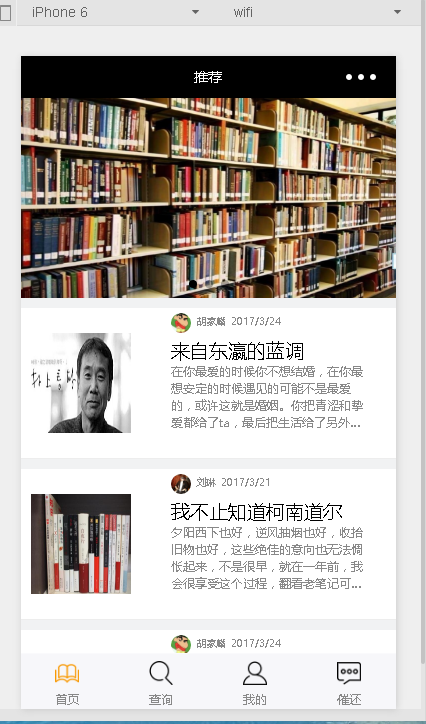 iPhone 6
wifi
推荐
胡家麟 2017/3/24
来自东瀛的蓝调
在你最爱的时候你不想结婚，在你最
想安定的时候遇见的可能不是最爱
的，或许这就是婚姻。你把青涩和挚
爱都给了ta，最后把生活给了另外...
刘琳 2017/3/21
我不止知道柯南道尔
夕阳西下也好，逆风抽烟也好，收拾
旧物也好，这些绝佳的意向也无法惆
怅起来，不是很早，就在一年前，我
会很享受这个过程，翻看老笔记可...
胡家麟 2017/3/24
首页
查询
我的
催还